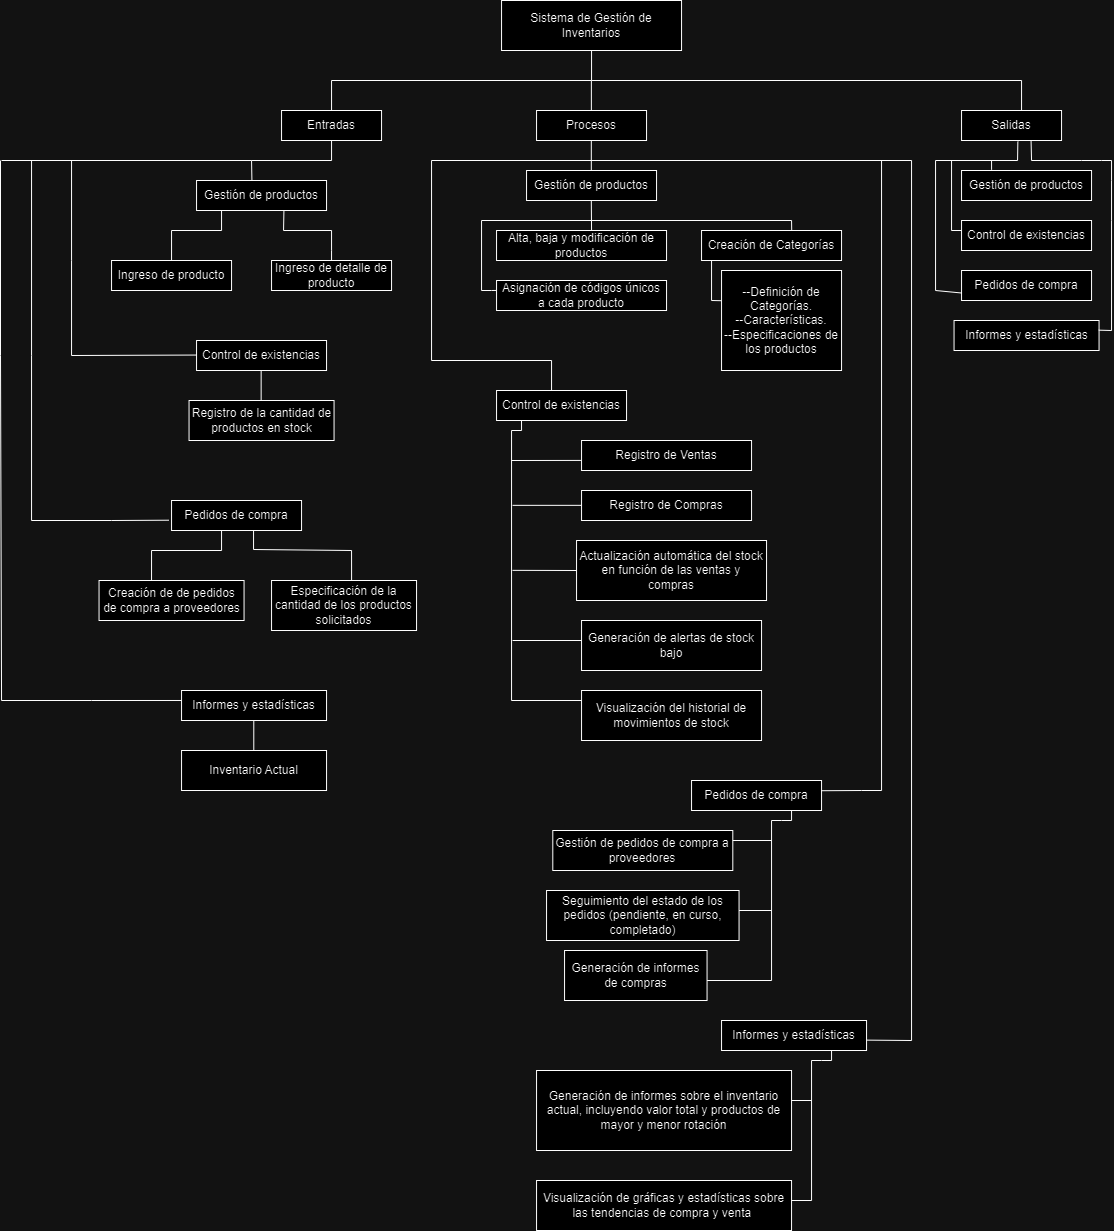 Sistema de Gestión de
Inventarios
Entradas
Procesos
Salidas
Gestión de productos
Ingreso de producto
Ingreso de detalle de
producto
Control de existencias
Registro de la cantidad de
productos en stock
Pedidos de compra
Creación de de pedidos
de compra a proveedores
Especificación de la
cantidad de los productos
solicitados
Informes y estadísticas
Inventario Actual
Gestión de productos
Alta, baja y modificación de
productos
Asignación de códigos únicos
a cada producto
Creación de Categorías
--Definición de
Categorías.
--Características.
--Especificaciones de
los productos
Control de existencias
Registro de Ventas
Registro de Compras
Actualización automática del stock
en función de las ventas y
compras
Generación de alertas de stock
bajo
Visualización del historial de
movimientos de stock
Pedidos de compra
Gestión de pedidos de compra a
proveedores
Seguimiento del estado de los
pedidos (pendiente, en curso,
completado)
Generación de informes
de compras
Informes y estadísticas
Generación de informes sobre el inventario
actual, incluyendo valor total y productos de
mayor y menor rotación
Visualización de gráficas y estadísticas sobre
las tendencias de compra y venta
Gestión de productos
Control de existencias
Pedidos de compra
Informes y estadísticas